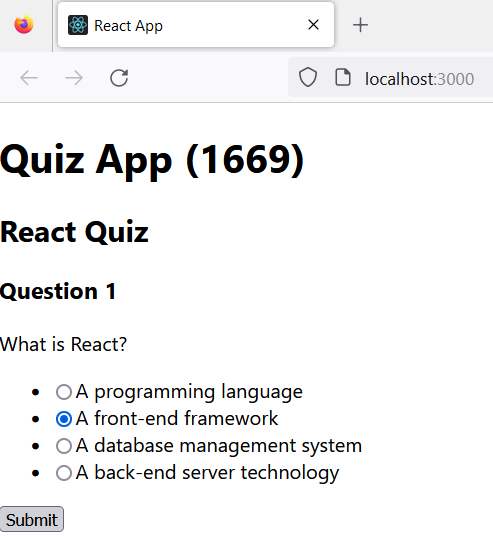 React App
localhost:3000
Quiz App (1669)
React Quiz
Question 1
What is React?
A programming language
A front-end framework
A database management system
A back-end server technology
Submit